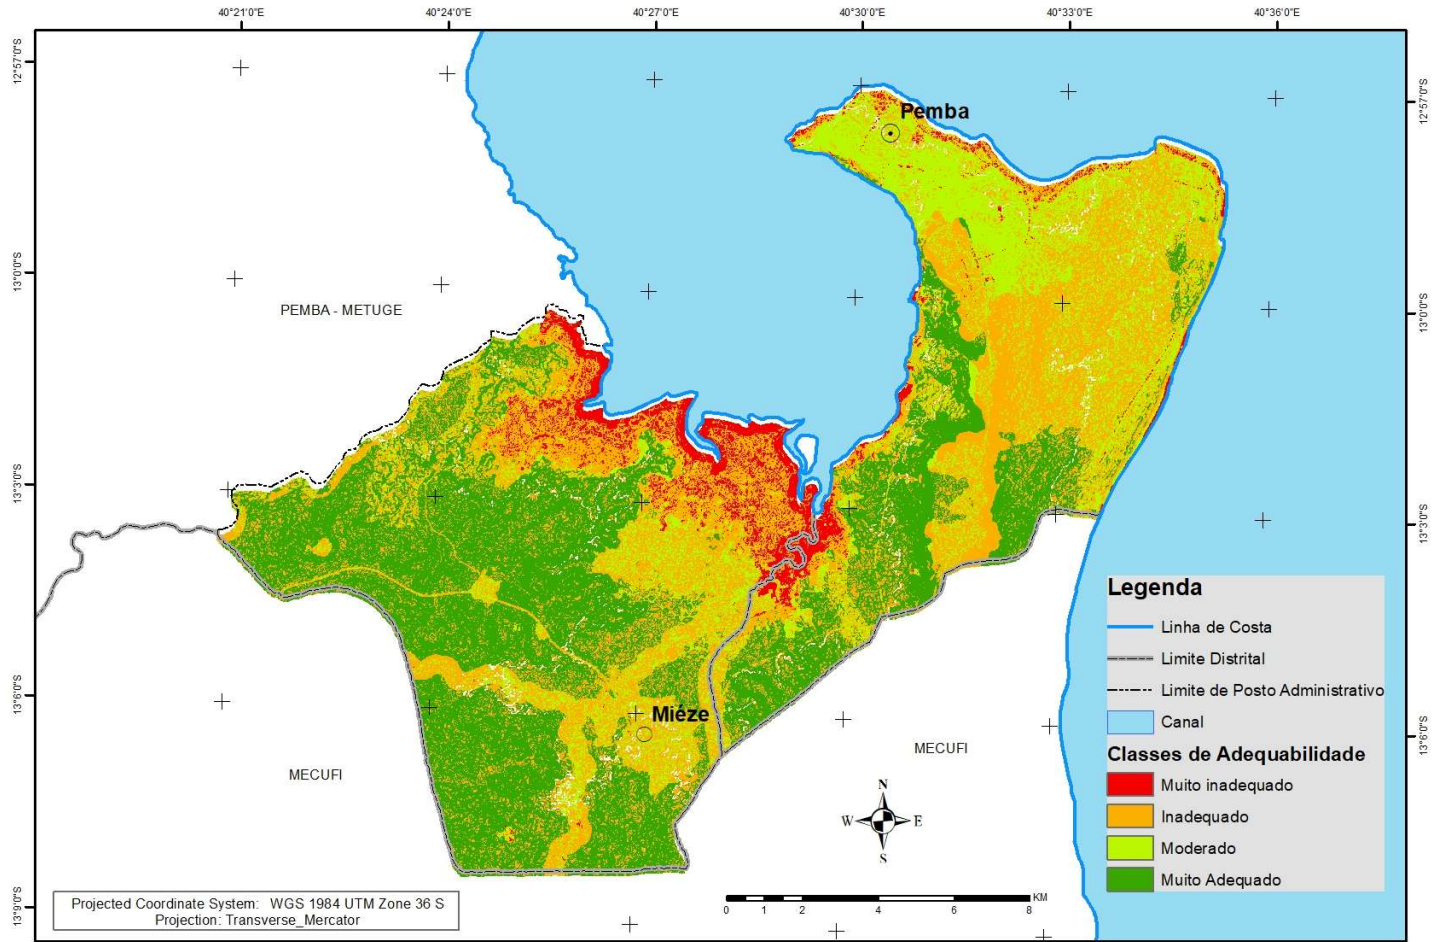 40°21'0"E 40°24'0"E 40°27'0"E 40°30'0"E 40°33'0"E 40°36'0"E
12°57'0"S
12°57'0"S
Pemba
13°0'0"S
13°0'0"S
PEMBA - METUGE
13°3'0"S
13°3'0"S
Legenda
Linha de Costa
Limite Distrital
Limite de Posto Administrativo
Canal
Classes de Adequabilidade
Muito inadequado
Inadequado
Moderado
Muito Adequado
13°6'0"S
13°6'0"S
Miéze
MECUFI
MECUFI
N
W E
S
KM
0 1 2 4 6 8
13°9'0"S
Projected Coordinate System: WGS 1984 UTM Zone 36 S
Projection: Transverse_Mercator